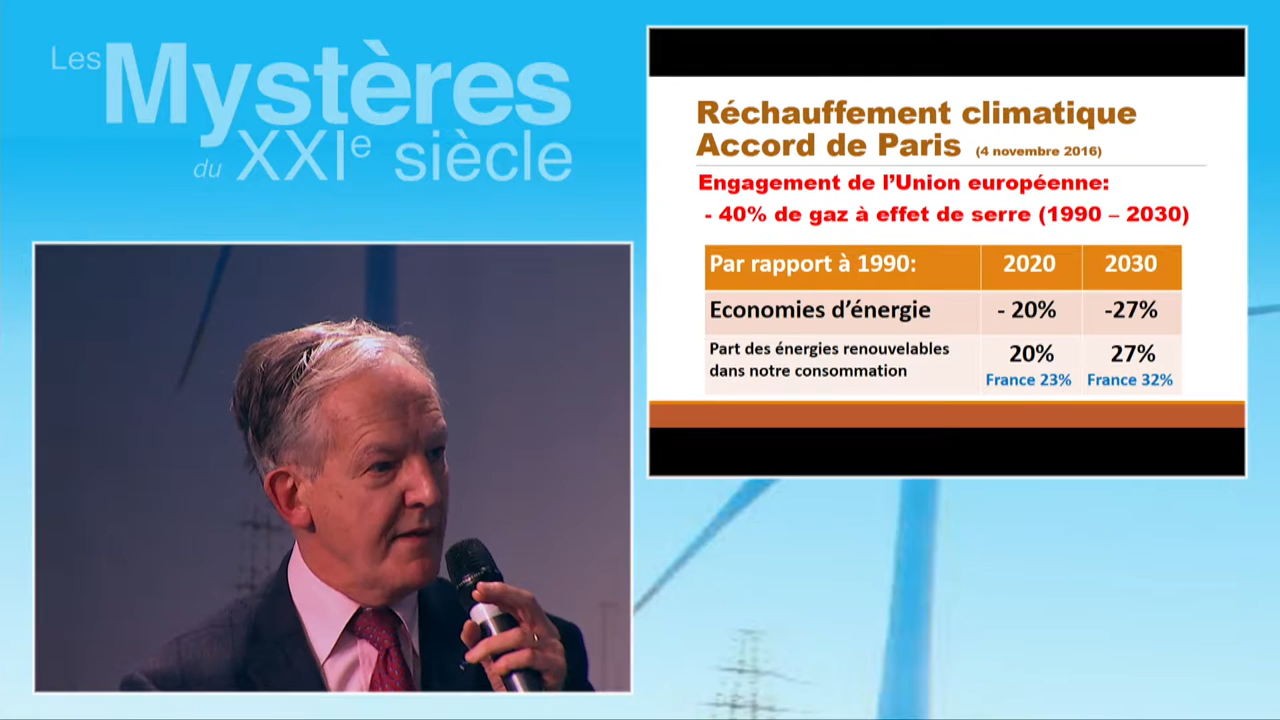 Les Mystères
du XXIe siècle
Réchauffement climatique
Accord de Paris (4 novembre 2016)
Engagement de l'Union européenne:
- 40% de gaz à effet de serre (1990 – 2030)
Par rapport à 1990: 2020 2030
Economies d'énergie - 20% -27%
Part des énergies renouvelables
dans notre consommation
20% 27%
France 23% France 32%